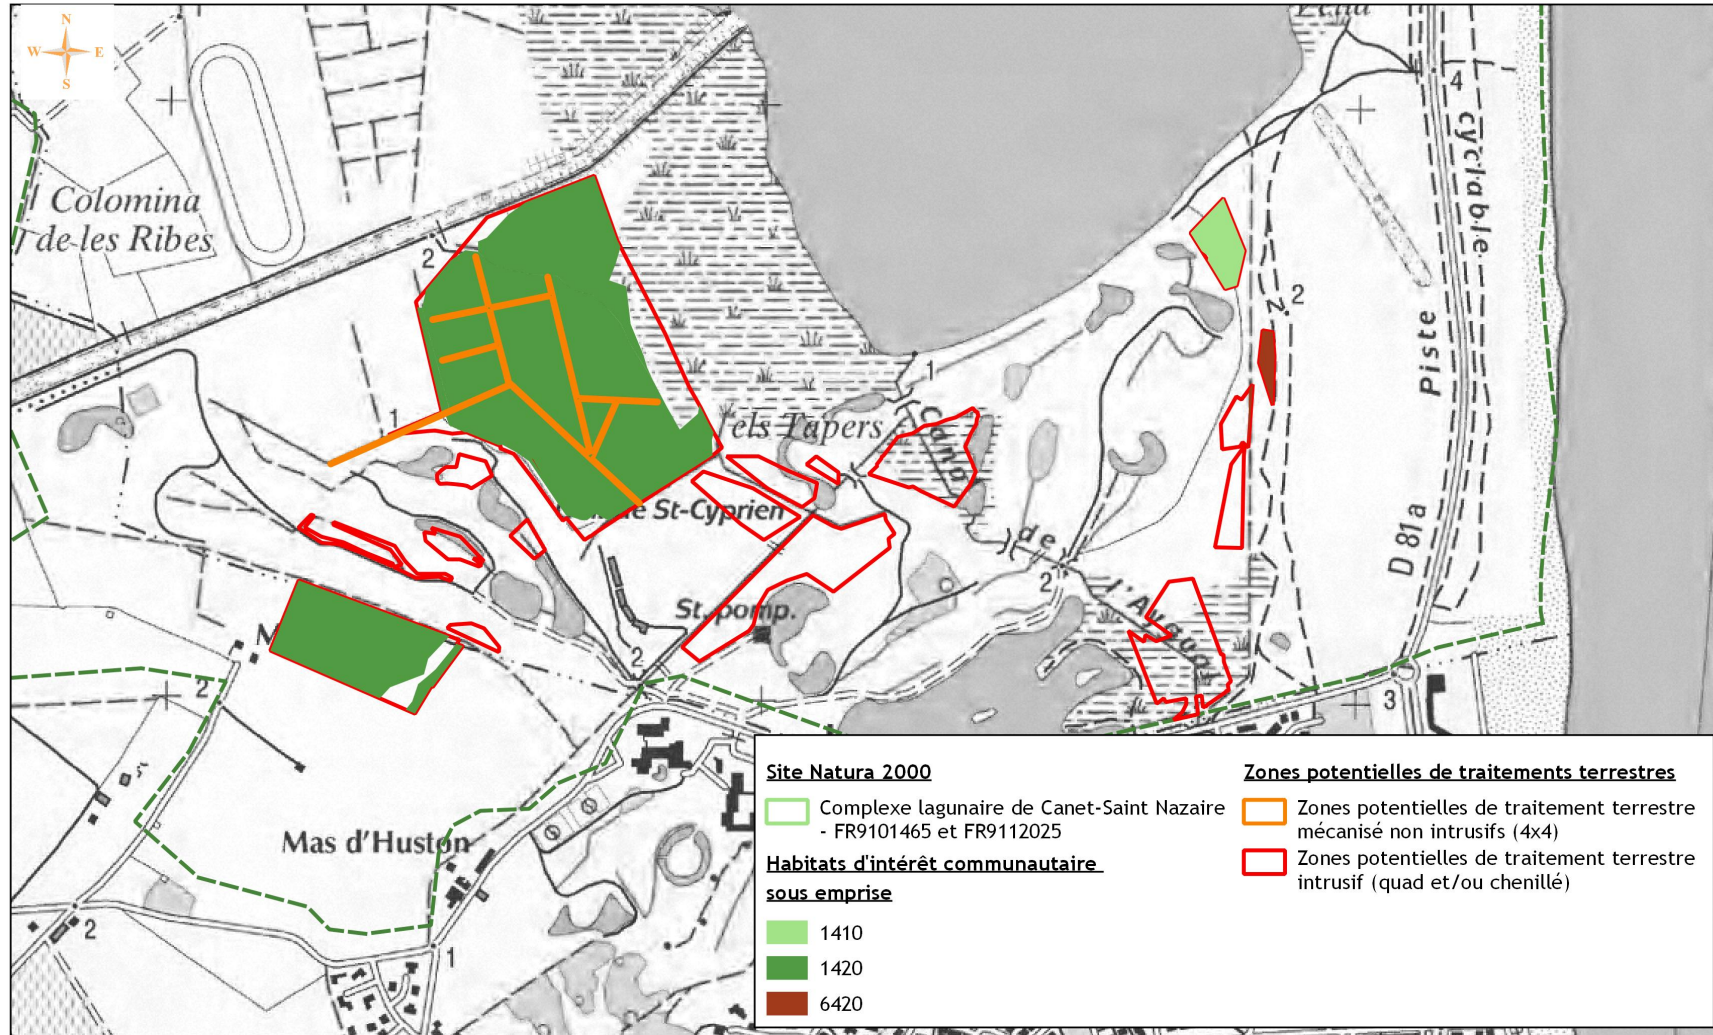 N
W E
S
Colomina
de les Ribes
2
1
els Tapers
1
Canal
de
l'Aygual
St-Cyprien
St. pomp.
2
2
2
4
Piste cyclable
D 81a
3
2
2
1
Mas d'Huston
Site Natura 2000
Complexe lagunaire de Canet-Saint Nazaire
- FR9101465 et FR9112025
Habitats d'intérêt communautaire
sous emprise
1410
1420
6420
Zones potentielles de traitements terrestres
Zones potentielles de traitement terrestre
mécanisé non intrusifs (4x4)
Zones potentielles de traitement terrestre
intrusif (quad et/ou chenillé)